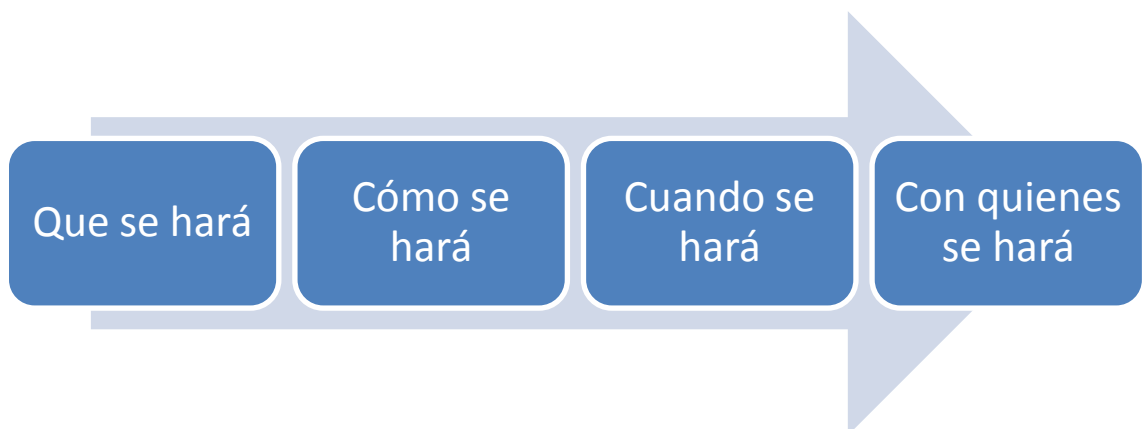 Que se hará
Cómo se
hará
Cuando se
hará
Con quienes
se hará